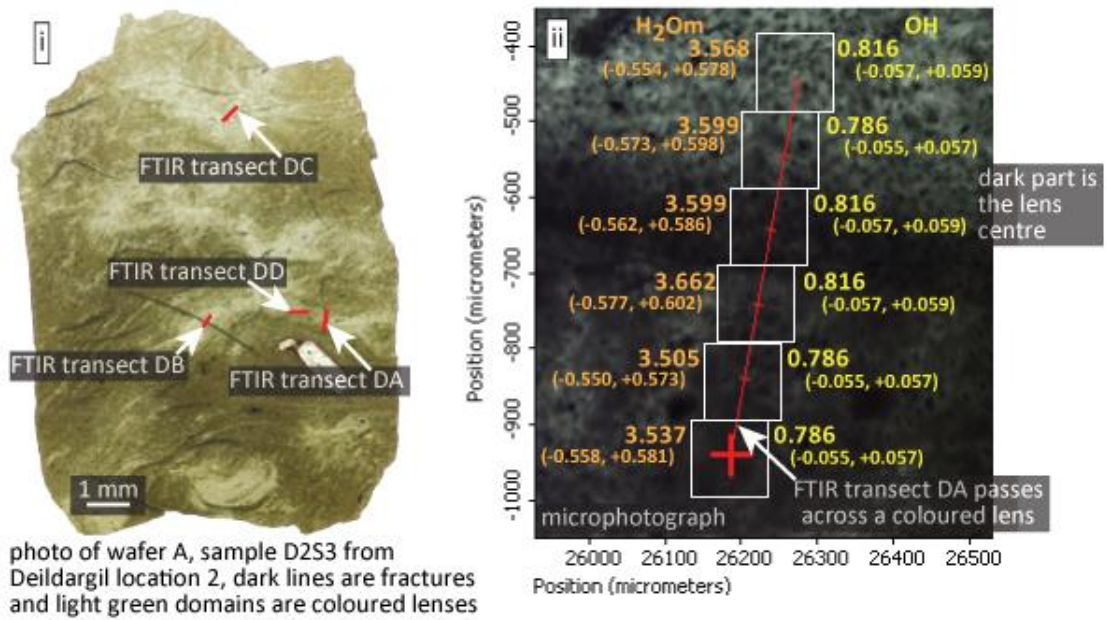 i
FTIR transect DC
FTIR transect DD
FTIR transect DB
FTIR transect DA
1 mm
photo of wafer A, sample D2S3 from
Deildargil location 2, dark lines are fractures
and light green domains are coloured lenses
ii
H₂Om
OH
3.568
(-0.554, +0.578)
0.816
(-0.057, +0.059)
3.599
(-0.573, +0.598)
0.786
(-0.055, +0.057)
3.599
(-0.562, +0.586)
0.816
(-0.057, +0.059)
3.662
(-0.577, +0.602)
0.816
(-0.057, +0.059)
3.505
(-0.550, +0.573)
0.786
(-0.055, +0.057)
3.537
(-0.558, +0.581)
0.786
(-0.055, +0.057)
dark part is
the lens
centre
FTIR transect DA passes
across a coloured lens
microphotograph
Position (micrometers)
-400
-500
-600
-700
-800
-900
-1000
26000 26100 26200 26300 26400 26500
Position (micrometers)